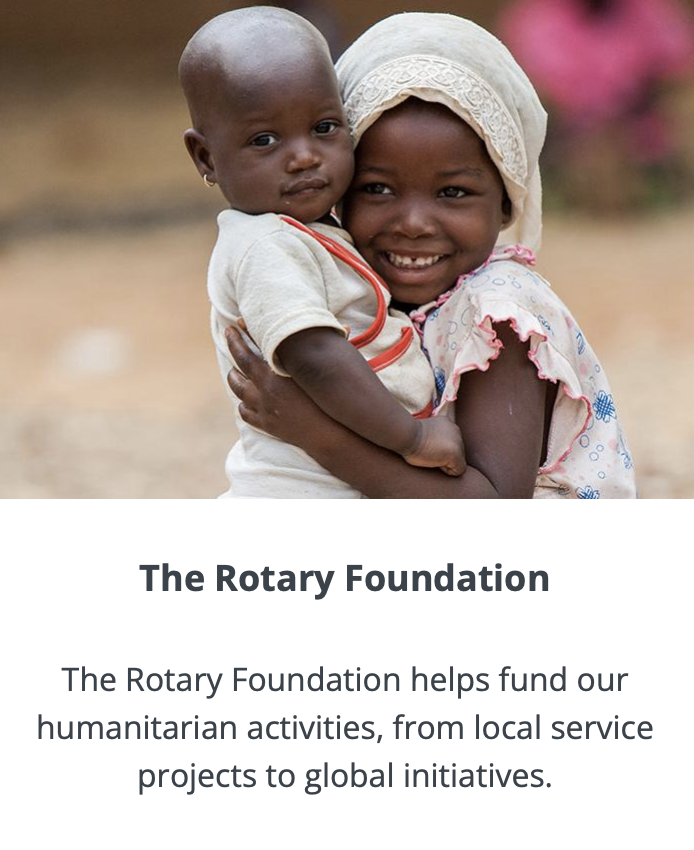 The Rotary Foundation
The Rotary Foundation helps fund our
humanitarian activities, from local service
projects to global initiatives.